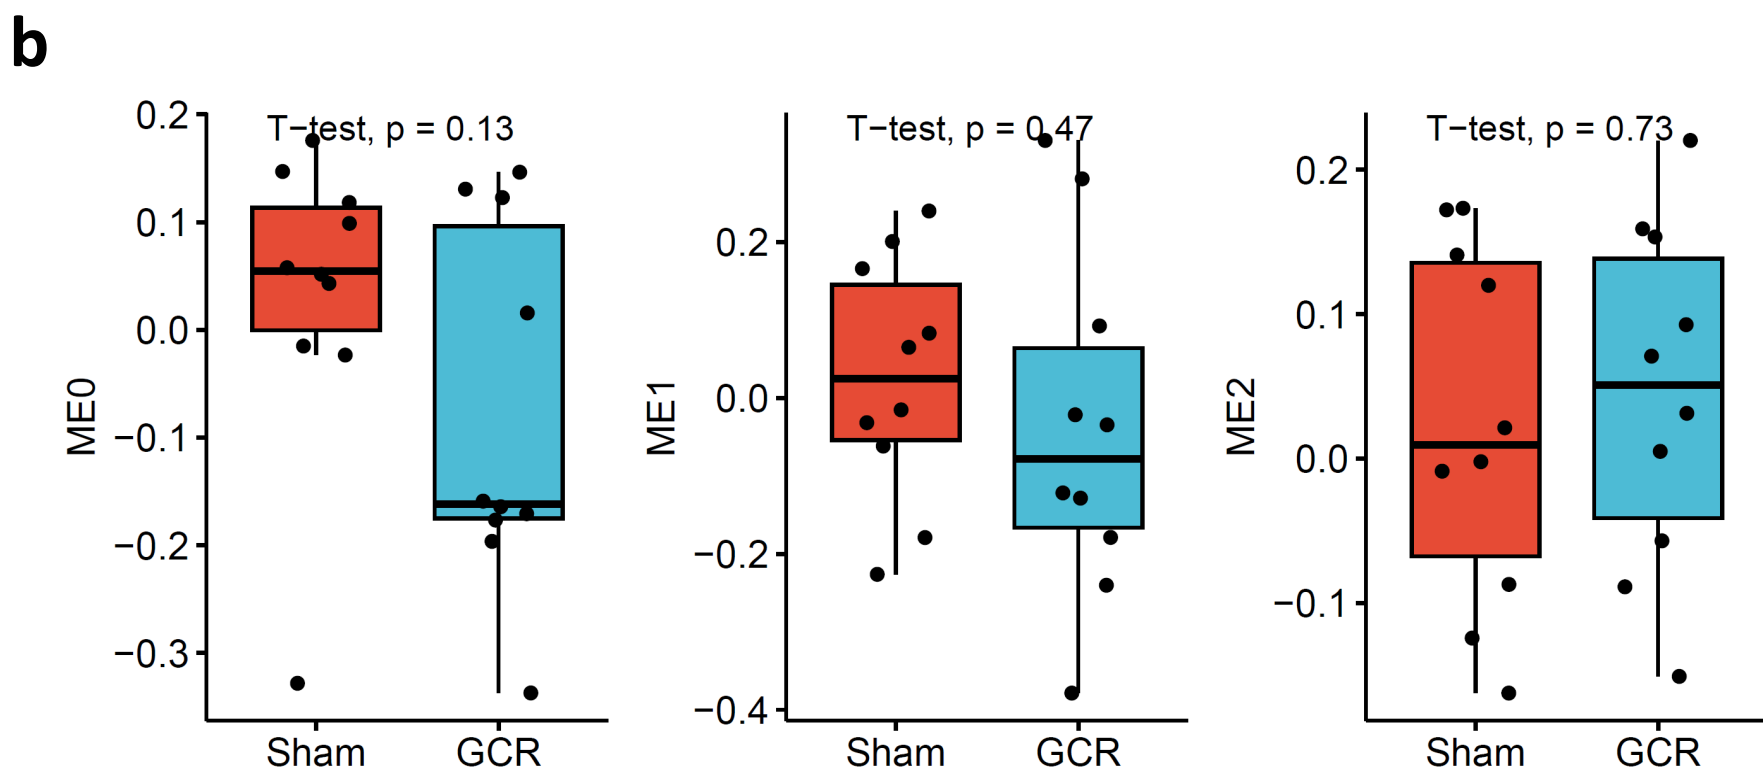 b
T−test, p = 0.13
0.2
0.1
0.0
−0.1
−0.2
−0.3
ME0
Sham GCR
T−test, p = 0.47
0.2
0.0
−0.2
−0.4
ME1
Sham GCR
T−test, p = 0.73
0.2
0.1
0.0
−0.1
ME2
Sham GCR